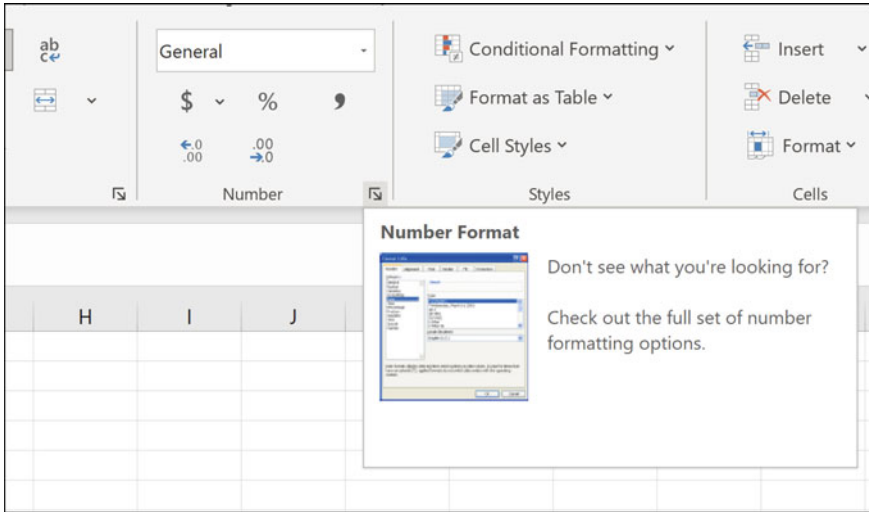 ab
c
General
$ %
.0
.00
.00
.0
Number
Conditional Formatting
Format as Table
Cell Styles
Styles
Insert
Delete
Format
Cells
Number Format
Don't see what you're looking for?
Check out the full set of number
formatting options.
H I J